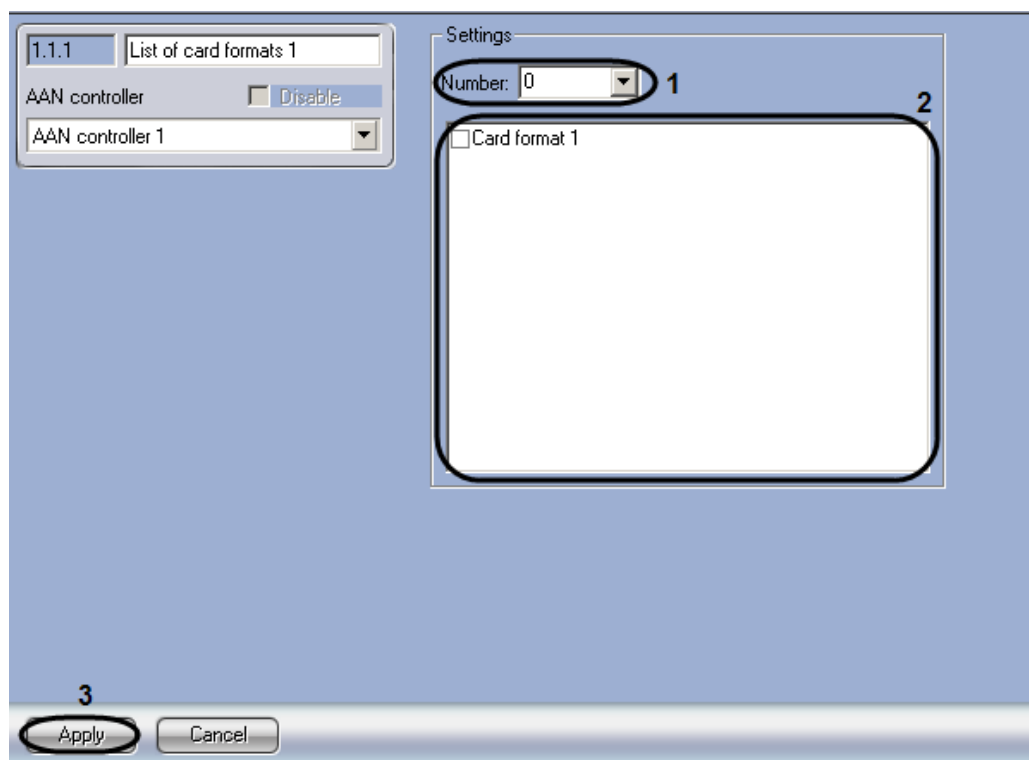 1.1.1 List of card formats 1
AAN controller Disable
AAN controller 1
Settings
Number: 0 1
2
Card format 1
3
Apply Cancel